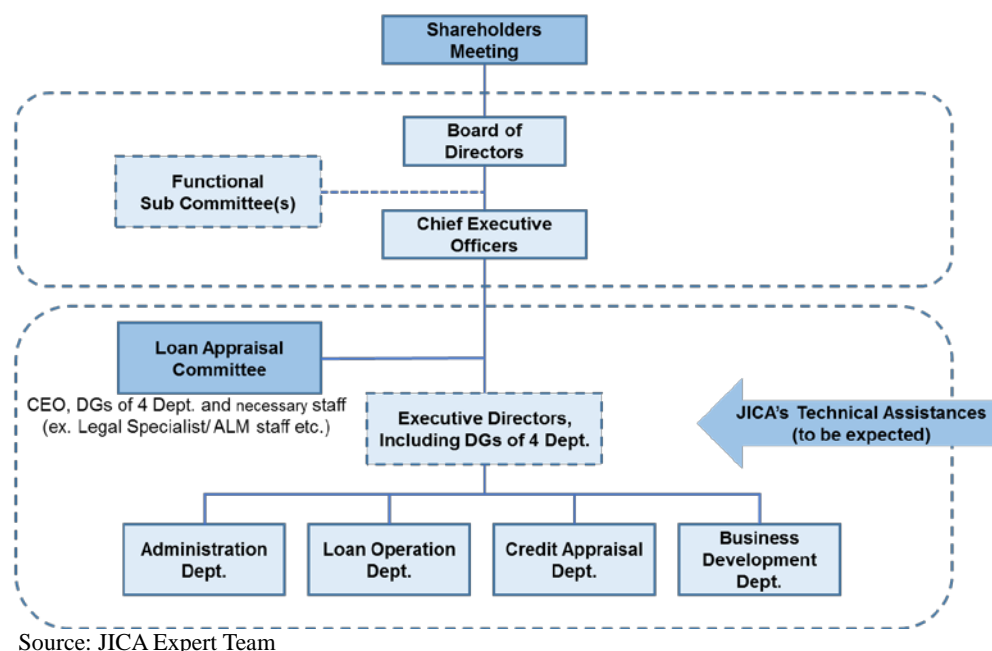 Shareholders
Meeting
Board of
Directors
Functional
Sub Committee(s)
Chief Executive
Officers
Loan Appraisal
Committee
CEO, DGs of 4 Dept. and necessary staff
(ex. Legal Specialist/ ALM staff etc.)
Executive Directors,
Including DGs of 4 Dept.
JICA's Technical Assistances
(to be expected)
Administration
Dept.
Loan Operation
Dept.
Credit Appraisal
Dept.
Business
Development
Dept.
Source: JICA Expert Team